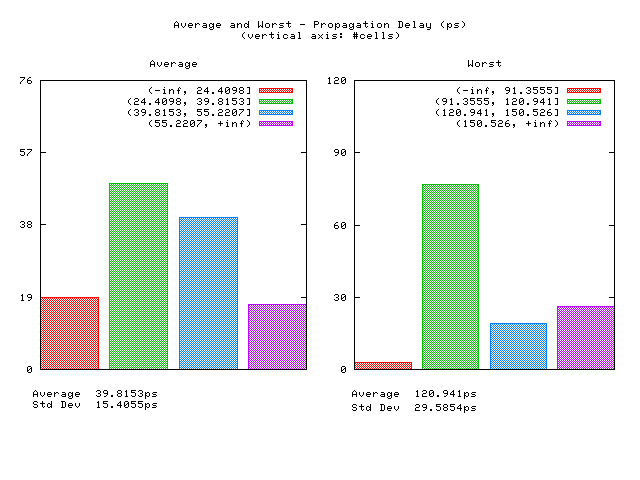 Average and Worst - Propagation Delay (ps)
(vertical axis: #cells)
Average
76
57
38
19
0
(-inf, 24.4098]
(24.4098, 39.8153]
(39.8153, 55.2207]
(55.2207, +inf)
Average 39.8153ps
Std Dev 15.4055ps
Worst
120
90
60
30
0
(-inf, 91.3555]
(91.3555, 120.941]
(120.941, 150.526]
(150.526, +inf)
Average 120.941ps
Std Dev 29.5854ps